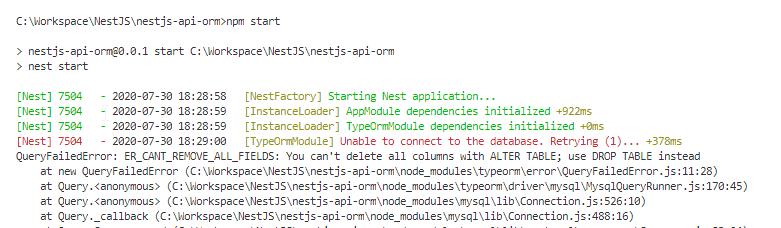 C:\Workspace\NestJS\nestjs-api-orm>npm start
> nestjs-api-orm@0.0.1 start C:\Workspace\NestJS\nestjs-api-orm
> nest start
[Nest] 7504   - 2020-07-30 18:28:58   [NestFactory] Starting Nest application...
[Nest] 7504   - 2020-07-30 18:28:59   [InstanceLoader] AppModule dependencies initialized +922ms
[Nest] 7504   - 2020-07-30 18:28:59   [InstanceLoader] TypeOrmModule dependencies initialized +0ms
[Nest] 7504   - 2020-07-30 18:29:00   [TypeOrmModule] Unable to connect to the database. Retrying (1)... +378ms
QueryFailedError: ER_CANT_REMOVE_ALL_FIELDS: You can't delete all columns with ALTER TABLE; use DROP TABLE instead
    at new QueryFailedError (C:\Workspace\NestJS\nestjs-api-orm\node_modules\typeorm\error\QueryFailedError.js:11:28)
    at Query.<anonymous> (C:\Workspace\NestJS\nestjs-api-orm\node_modules\typeorm\driver\mysql\MysqlQueryRunner.js:170:45)
    at Query.<anonymous> (C:\Workspace\NestJS\nestjs-api-orm\node_modules\mysql\lib\Connection.js:526:10)
    at Query._callback (C:\Workspace\NestJS\nestjs-api-orm\node_modules\mysql\lib\Connection.js:488:16)